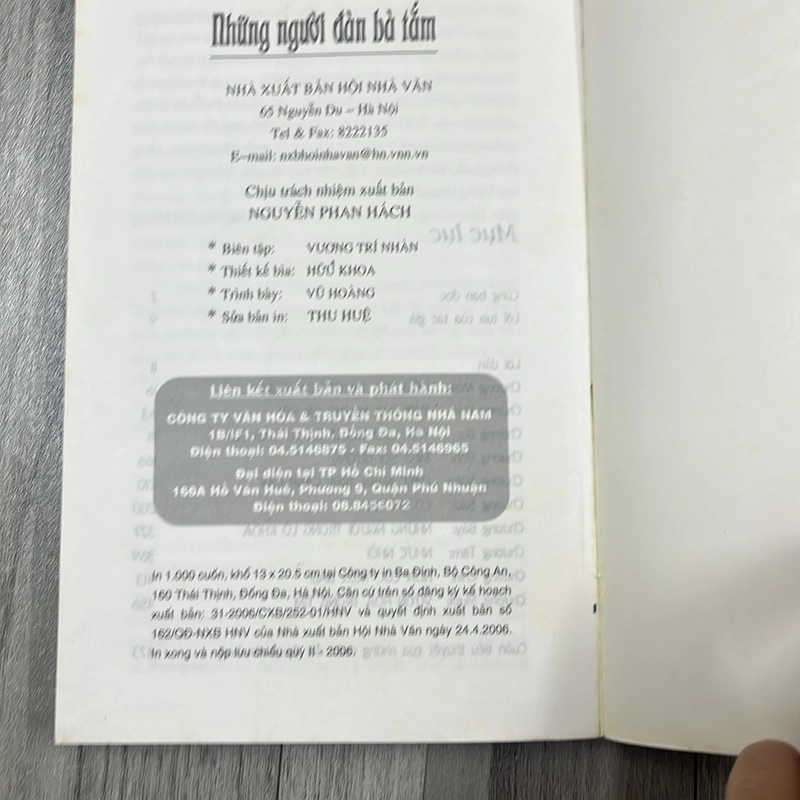 Những người đàn bà tắm
NHÀ XUẤT BẢN HỘI NHÀ VĂN
65 Nguyễn Du – Hà Nội
Tel & Fax: 8222135
E-mail: nxbhoinhavan@hn.vnn.vn
Chịu trách nhiệm xuất bản
NGUYỄN PHAN HÁCH
* Biên tập: VƯƠNG TRÍ NHÀN
* Thiết kế bìa: HỮU KHOA
* Trình bày: VŨ HOÀNG
* Sửa bản in: THU HUỆ
Liên kết xuất bản và phát hành:
CÔNG TY VĂN HÓA & TRUYỀN THÔNG NHÃ NAM
1B/IF1, Thái Thịnh, Đống Đa, Hà Nội
Điện thoại: 04.5146875 - Fax: 04.5146965
Đại diện tại TP Hồ Chí Minh
166A Hồ Văn Huê, Phường 9, Quận Phú Nhuận
Điện thoại: 08.8456072
In 1.000 cuốn, khổ 13 x 20.5 cm tại Công ty in Ba Đình, Bộ Công An,
160 Thái Thịnh, Đống Đa, Hà Nội. Căn cứ trên số đăng ký kế hoạch
xuất bản: 31-2006/CXB/252-01/HNV và quyết định xuất bản số
162/QĐ-NXB HNV của Nhà xuất bản Hội Nhà Văn ngày 24.4.2006.
In xong và nộp lưu chiểu quý II - 2006.
Mục lục